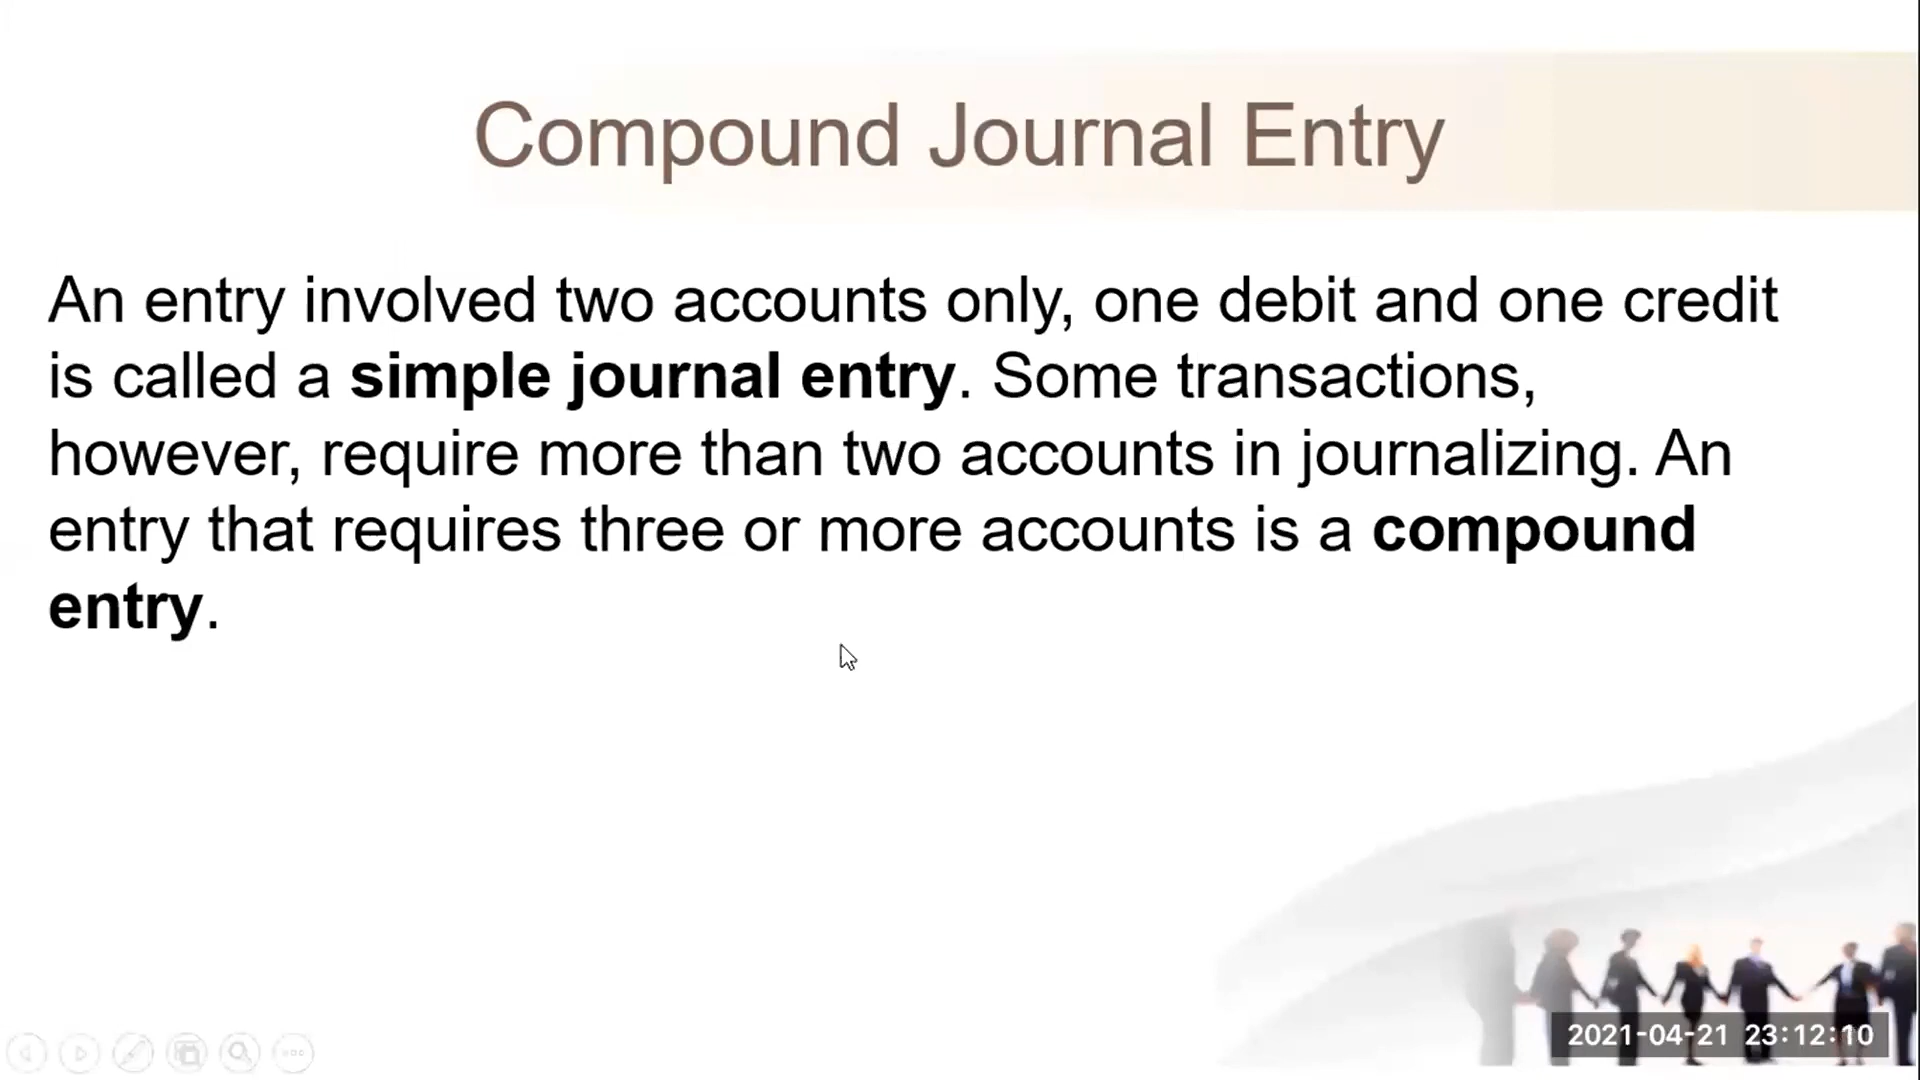 Compound Journal Entry
An entry involved two accounts only, one debit and one credit
is called a simple journal entry. Some transactions,
however, require more than two accounts in journalizing. An
entry that requires three or more accounts is a compound
entry.
2021-04-21 23:12:10